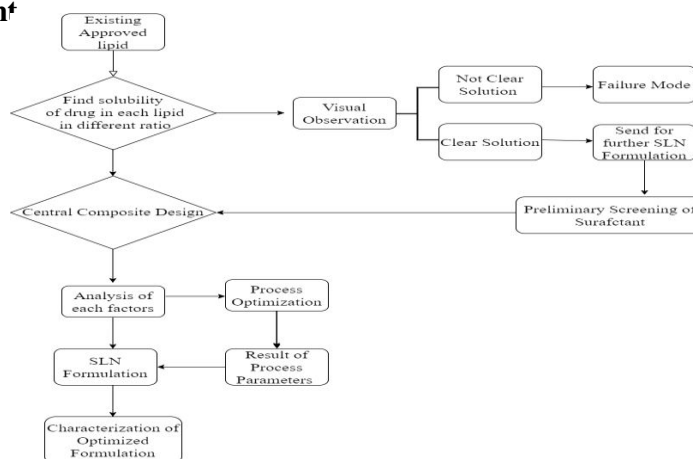 nt
Existing
Approved
lipid
Find solubility
of drug in each lipid
in different ratio
Visual
Observation
Not Clear
Solution
Failure Mode
Clear Solution
Send for
further SLN
Formulation
Central Composite Design
Preliminary Screening of
Surafctant
Analysis of
each factors
Process
Optimization
SLN
Formulation
Result of
Process
Parameters
Characterization of
Optimized
Formulation